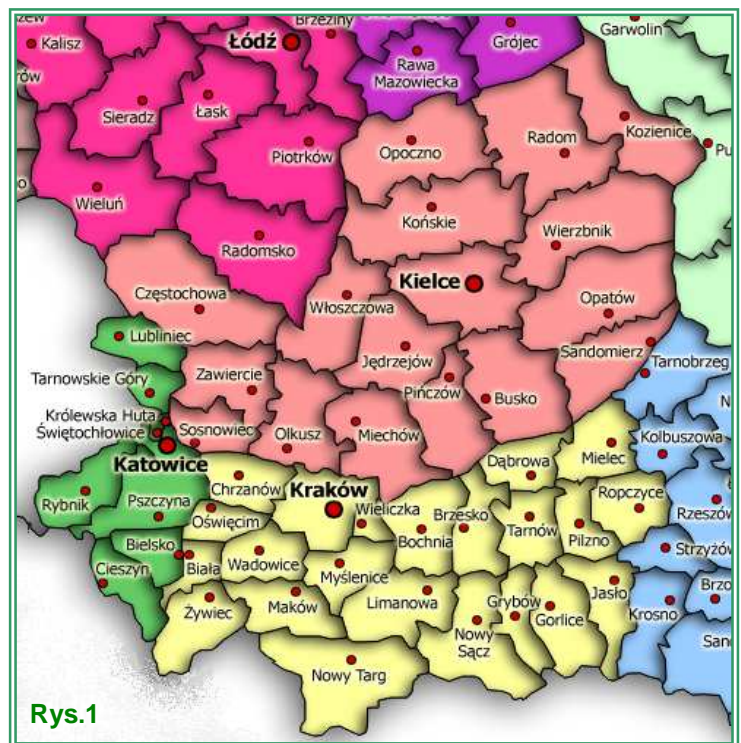 Brzeziny
Garwolin
Kalisz
Łódź
Grójec
Rawa
Mazowiecka
Sieradz
Łask
Piotrków
Opoczno
Radom
Kozienice
Wieluń
Radomsko
Końskie
Wierzbnik
Kielce
Częstochowa
Włoszczowa
Opatów
Lubliniec
Jędrzejów
Sandomierz
Tarnobrzeg
Tarnowskie Góry
Zawiercie
Pińczów
Busko
Królewska Huta
Świętochłowice
Sosnowiec
Olkusz
Miechów
Kolbuszowa
Katowice
Dąbrowa
Mielec
Chrzanów
Kraków
Ropczyce
Rybnik
Pszczyna
Oświęcim
Wieliczka
Bochnia
Brzesko
Tarnów
Pilzno
Rzeszów
Strzyżów
Bielsko
Biała
Wadowice
Myślenice
Cieszyn
Żywiec
Maków
Limanowa
Grybów
Gorlice
Jasło
Krosno
Nowy
Sącz
Nowy Targ
Rys.1